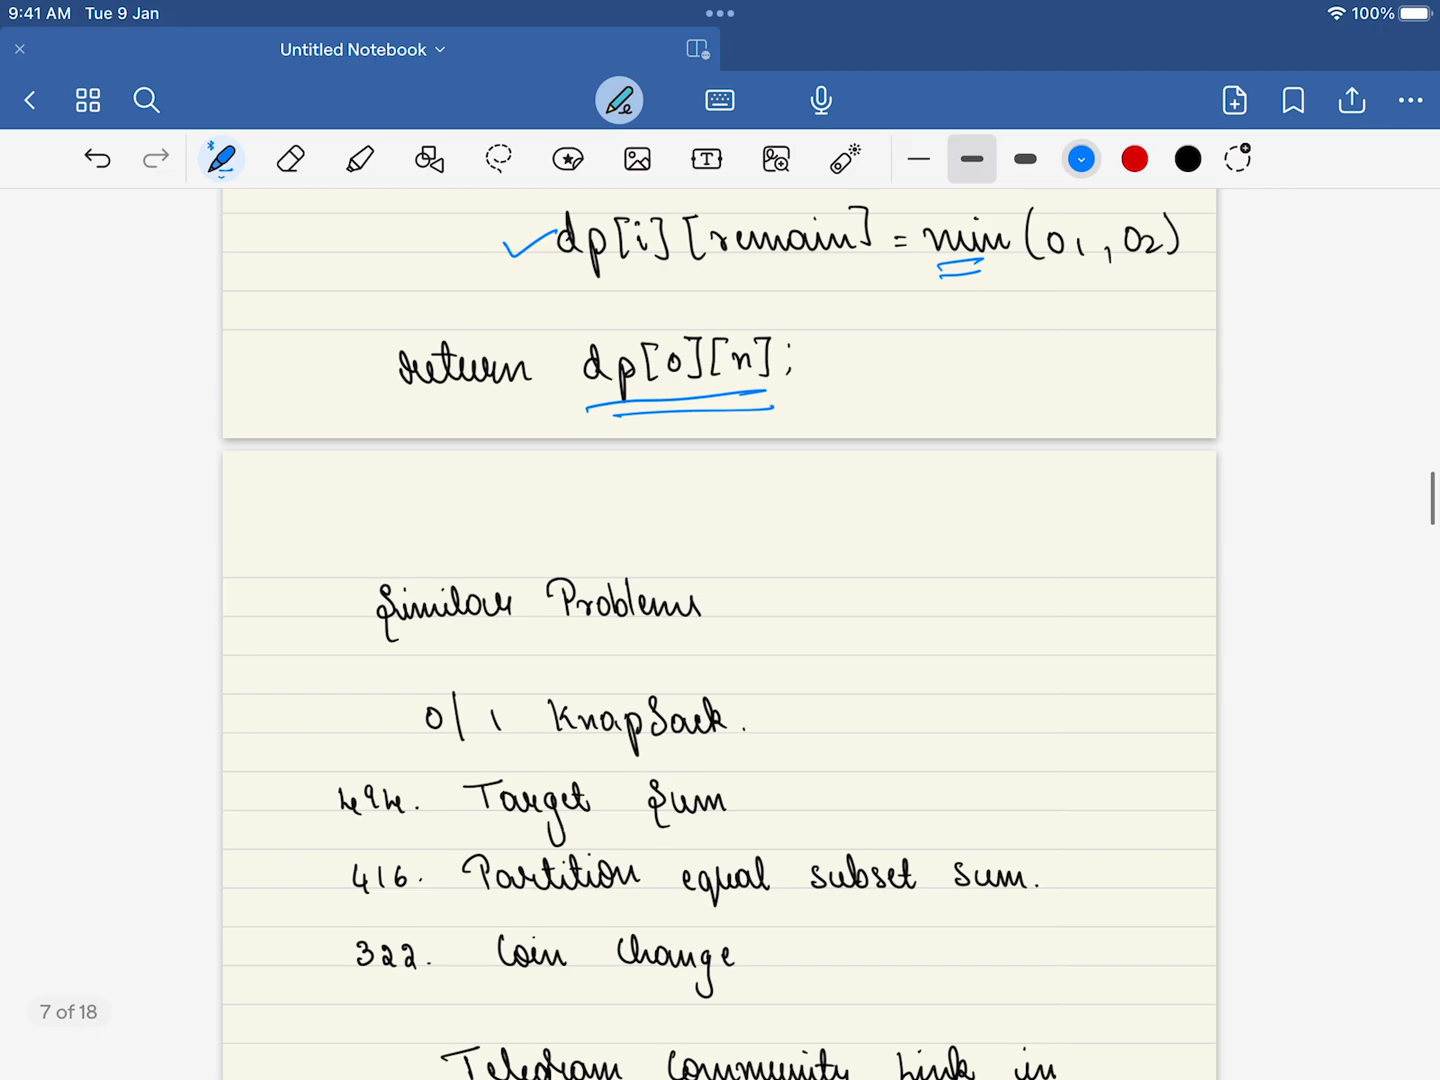 9:41 AM Tue 9 Jan
100%
Untitled Notebook
dp[i][remain] = min(o1, o2)
return dp[0][n];
Similar Problems
0/1 KnapSack.
494. Target Sum
416. Partition equal subset sum.
322. Coin Change
7 of 18
Telegram Community Link in